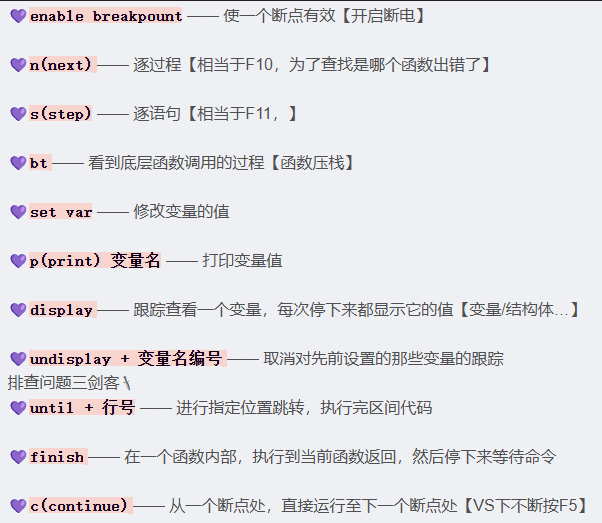 💜enable breakpount —— 使一个断点有效【开启断电】
💜n(next) —— 逐过程【相当于F10，为了查找是哪个函数出错了】
💜s(step) —— 逐语句【相当于F11，】
💜bt —— 看到底层函数调用的过程【函数压栈】
💜set var —— 修改变量的值
💜p(print) 变量名 —— 打印变量值
💜display —— 跟踪查看一个变量，每次停下来都显示它的值【变量/结构体…】
💜undisplay + 变量名编号 —— 取消对先前设置的那些变量的跟踪
排查问题三剑客\
💜until + 行号 —— 进行指定位置跳转，执行完区间代码
💜finish —— 在一个函数内部，执行到当前函数返回，然后停下来等待命令
💜c(continue) —— 从一个断点处，直接运行至下一个断点处【VS下不断按F5】